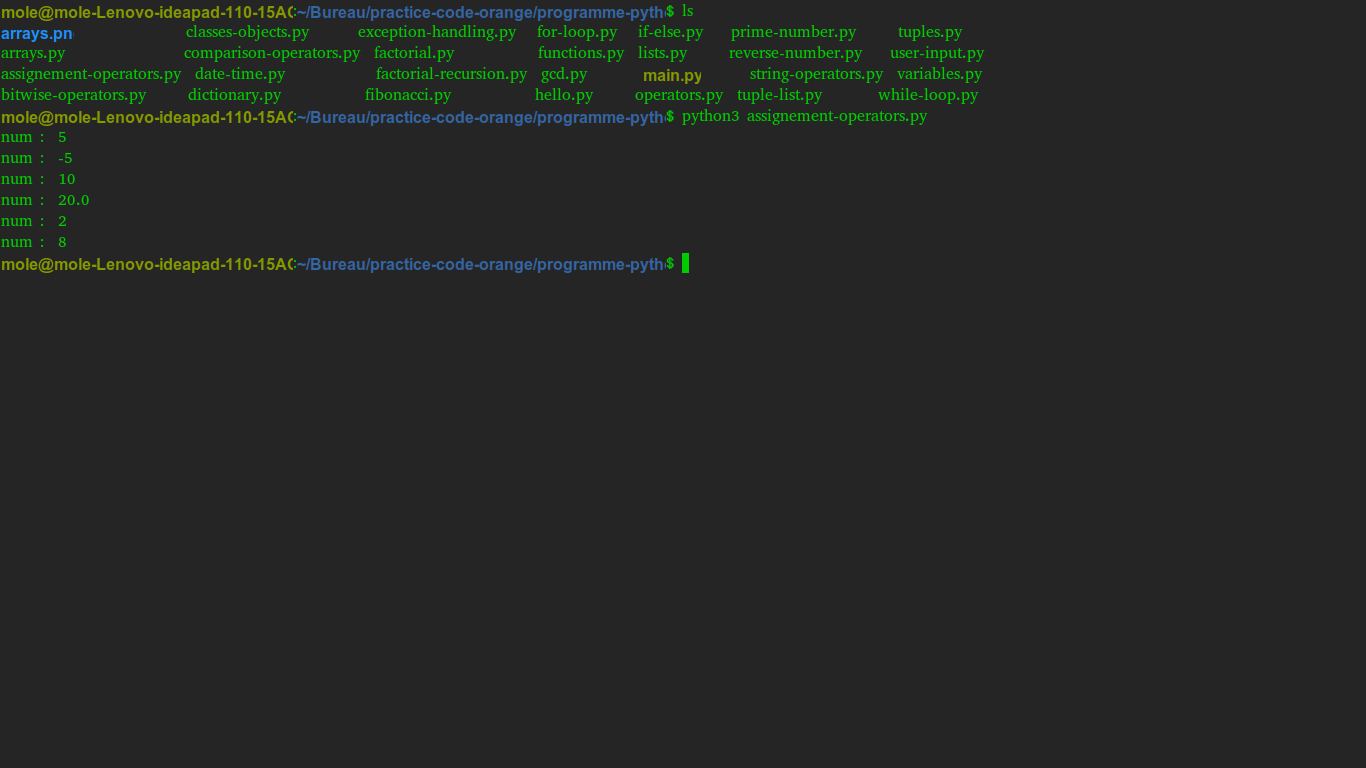 mole@mole-Lenovo-ideapad-110-15AC:~/Bureau/practice-code-orange/programme-pyth$ ls
arrays.pn classes-objects.py exception-handling.py for-loop.py if-else.py prime-number.py tuples.py
arrays.py comparison-operators.py factorial.py functions.py lists.py reverse-number.py user-input.py
assignement-operators.py date-time.py factorial-recursion.py gcd.py main.py string-operators.py variables.py
bitwise-operators.py dictionary.py fibonacci.py hello.py operators.py tuple-list.py while-loop.py
mole@mole-Lenovo-ideapad-110-15AC:~/Bureau/practice-code-orange/programme-pyth$ python3 assignement-operators.py
num : 5
num : -5
num : 10
num : 20.0
num : 2
num : 8
mole@mole-Lenovo-ideapad-110-15AC:~/Bureau/practice-code-orange/programme-pyth$